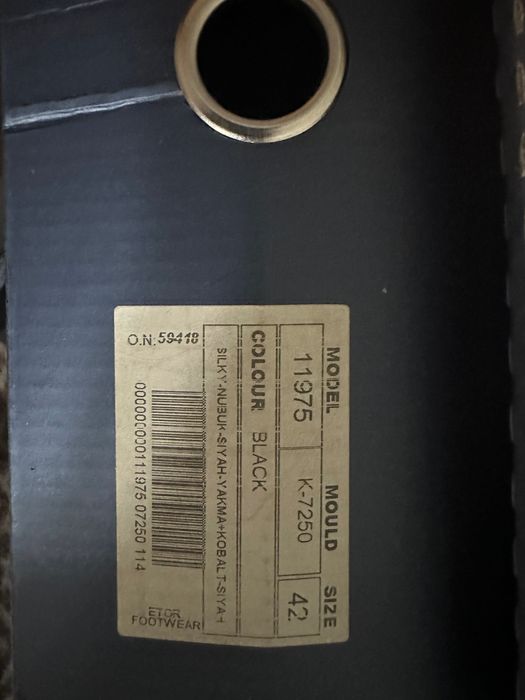 MODEL MOULD SIZE
11975 K-7250 42
COLOUR BLACK
SILKY-NUBUK-SIYAH-YAKMA+KOBALT-SIYAH
000000000111975 07250 114
O.N: 59418
ETOR
FOOTWEAR